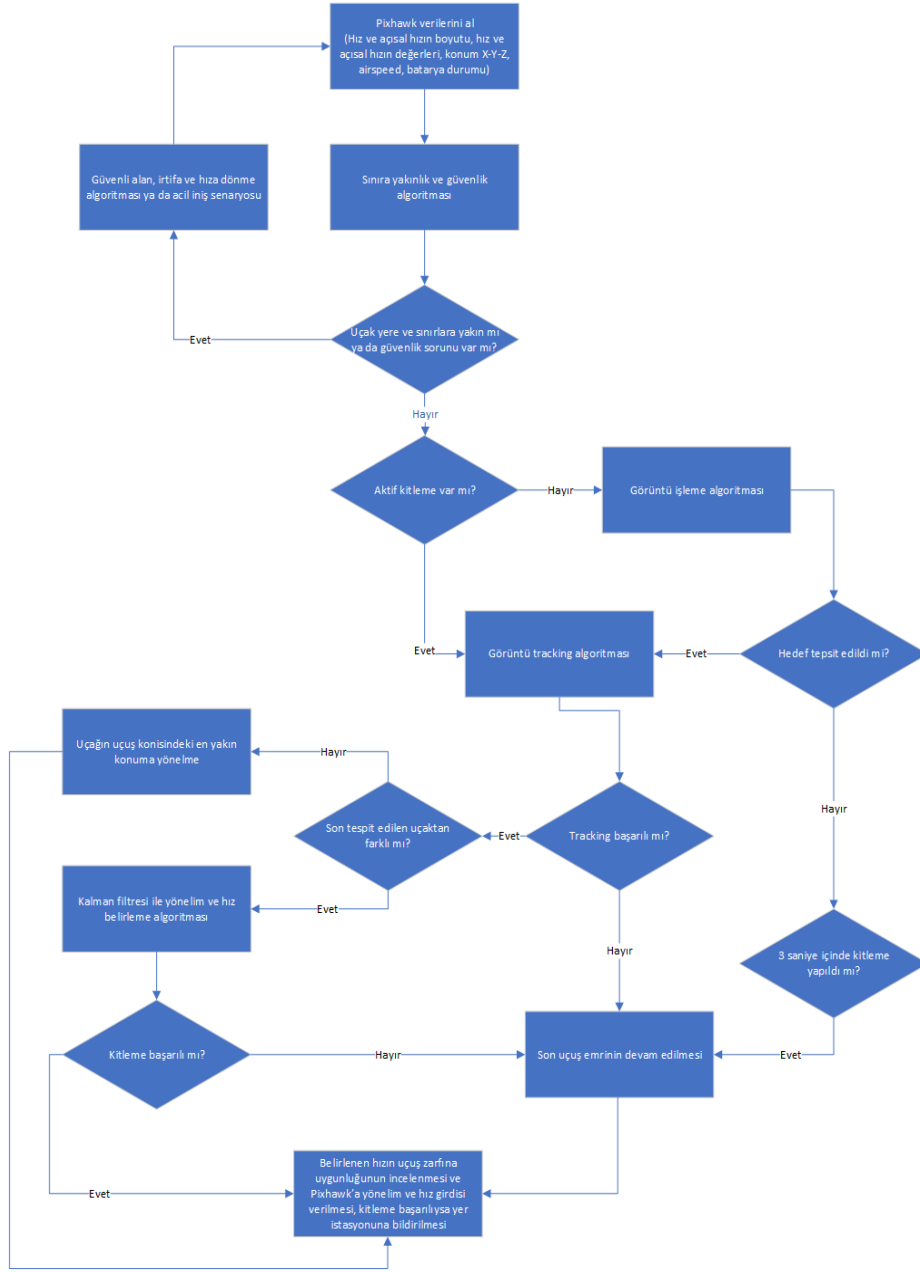 Pixhawk verilerini al
(Hız ve açısal hızın boyutu, hız ve
açısal hızın değerleri, konum X-Y-Z,
airspeed, batarya durumu)
Güvenli alan, irtifa ve hıza dönme
algoritması ya da acil iniş senaryosu
Sınıra yakınlık ve güvenlik
algoritması
Uçak yere ve sınırlara yakın mı
ya da güvenlik sorunu var mı?
Evet
Hayır
Aktif kitleme var mı?
Hayır
Görüntü işleme algoritması
Evet
Görüntü tracking algoritması
Evet
Hedef tepsit edildi mi?
Uçağın uçuş konisindeki en yakın
konuma yönelme
Hayır
Hayır
Son tespit edilen uçaktan
farklı mı?
Evet
Tracking başarılı mı?
Kalman filtresi ile yönelim ve hız
belirleme algoritması
Evet
Hayır
3 saniye içinde kitleme
yapıldı mı?
Kitleme başarılı mı?
Hayır
Son uçuş emrinin devam edilmesi
Evet
Evet
Belirlenen hızın uçuş zarfına
uygunluğunun incelenmesi ve
Pixhawk'a yönelim ve hız girdisi
verilmesi, kitleme başarılıysa yer
istasyonuna bildirilmesi